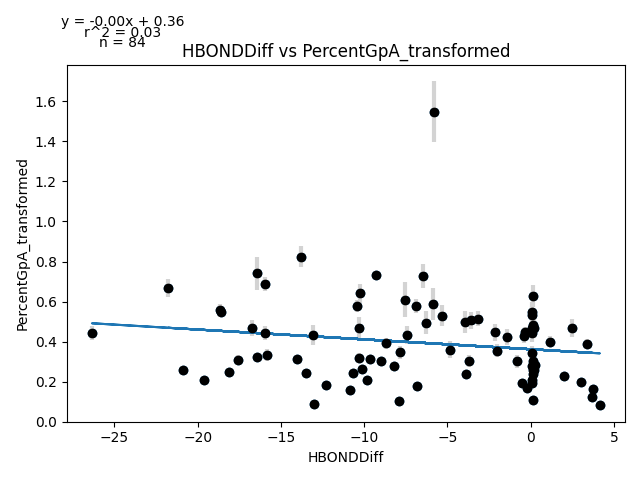 y = -0.00x + 0.36
r^2 = 0.03
n = 84
HBONDDiff vs PercentGpA_transformed
PercentGpA_transformed
1.6
1.4
1.2
1.0
0.8
0.6
0.4
0.2
0.0
−25
−20
−15
−10
−5
0
5
HBONDDiff